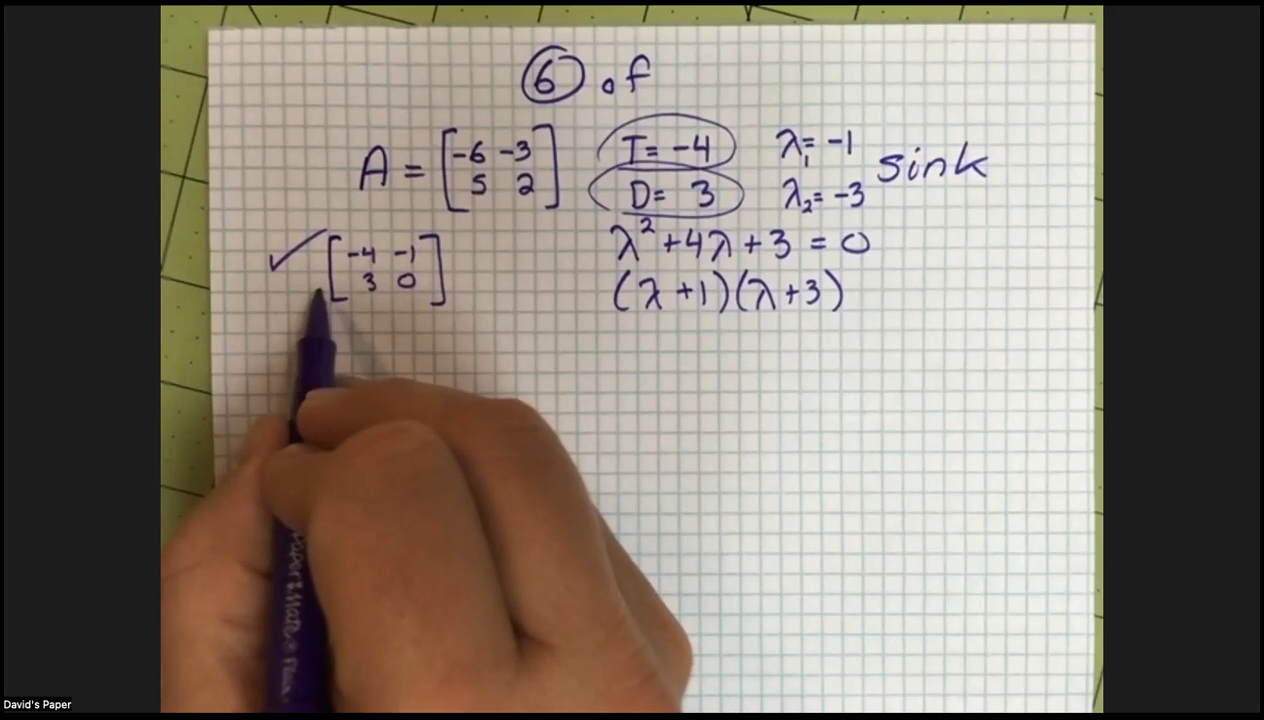 6 of
A = [-6 -3 T = -4 λ₁ = -1 sink
5 2] D = 3 λ₂ = -3
✓ [-4 -1 λ² + 4λ + 3 = 0
3 0] (λ + 1)(λ + 3)
David's Paper